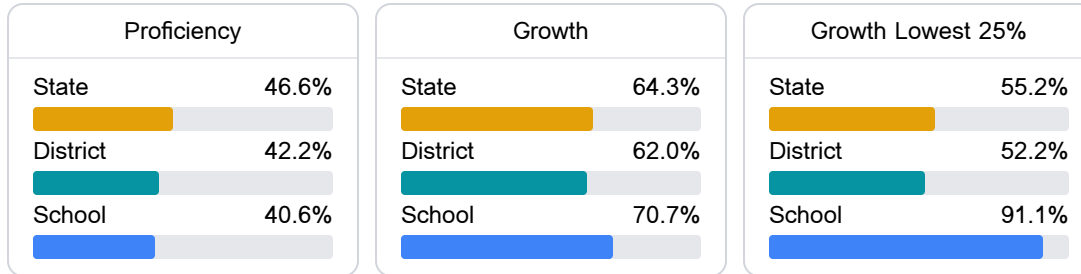 Proficiency
State 46.6%
District 42.2%
School 40.6%
Growth
State 64.3%
District 62.0%
School 70.7%
Growth Lowest 25%
State 55.2%
District 52.2%
School 91.1%